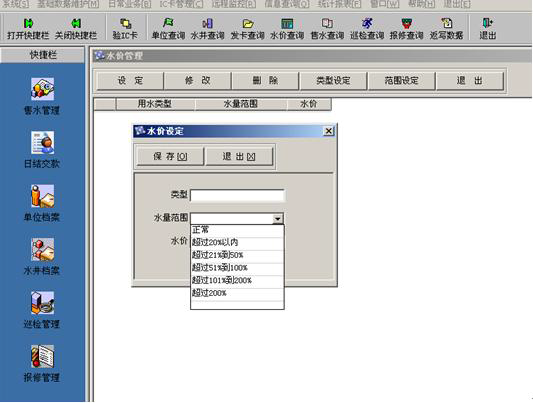 系统[S] 基础数据维护[M] 日常业务[B] IC卡管理[C] 远程监控[R] 信息查询[Q] 统计报表[F] 窗口[W] 帮助[H] 退出[E]
打开快捷栏 关闭快捷栏 验IC卡 单位查询 水井查询 发卡查询 水价查询 售水查询 巡检查询 报修查询 返写数据 退出
快捷栏
售水管理
日结交款
单位档案
水井档案
巡检管理
报修管理
水价管理
设 定 修 改 删 除 类型设定 范围设定 退 出
用水类型 水量范围 水价
水价设定
保 存[O] 退 出[X]
类型
水量范围
水价
正常
超过20%以内
超过21%到50%
超过51%到100%
超过101%到200%
超过200%